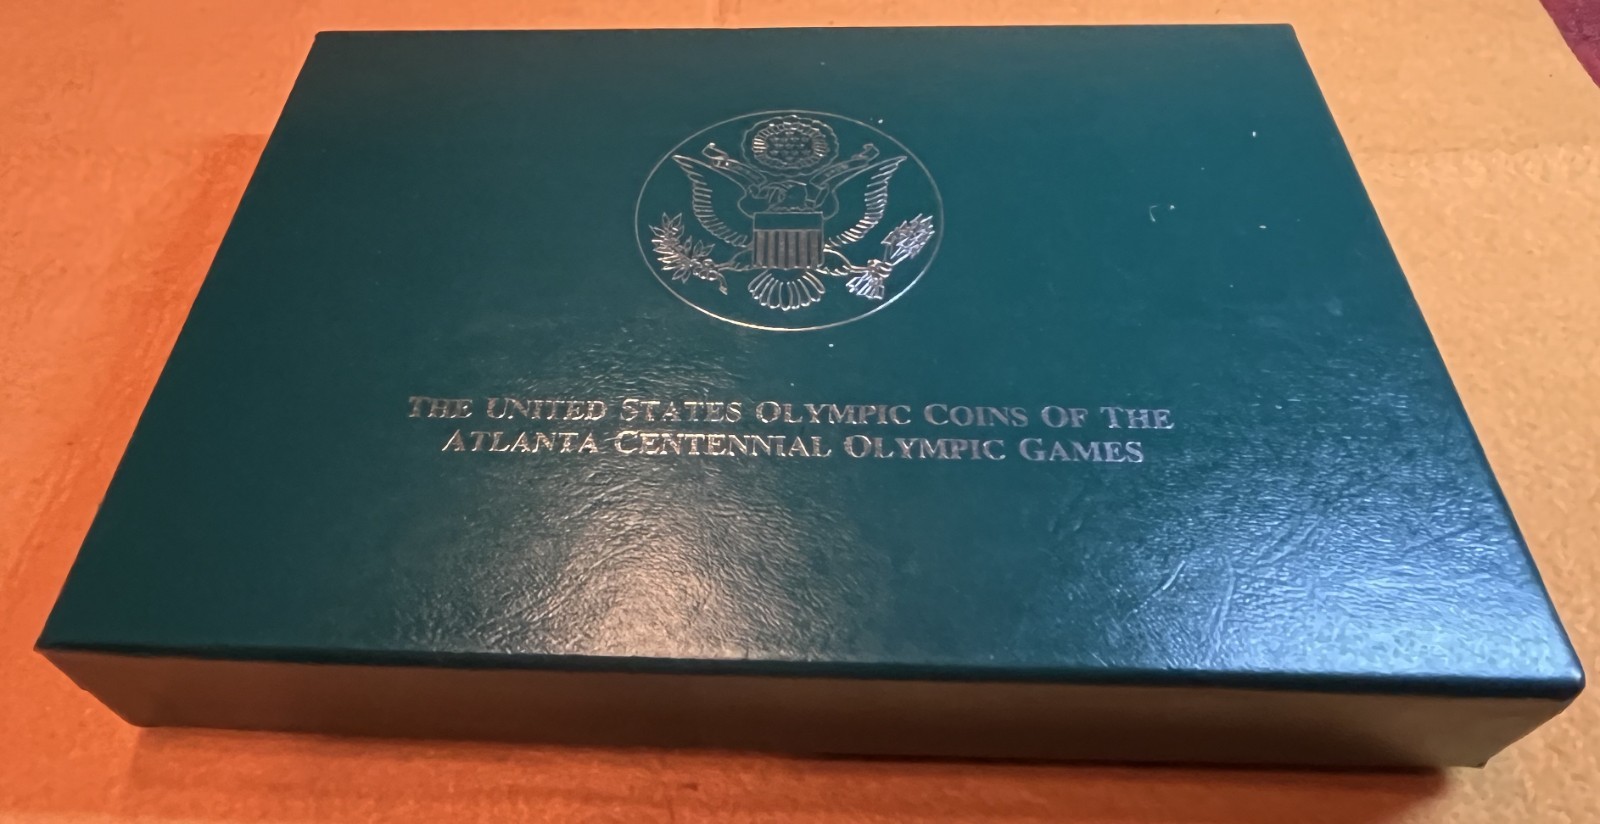 THE UNITED STATES OLYMPIC COINS OF THE
ATLANTA CENTENNIAL OLYMPIC GAMES